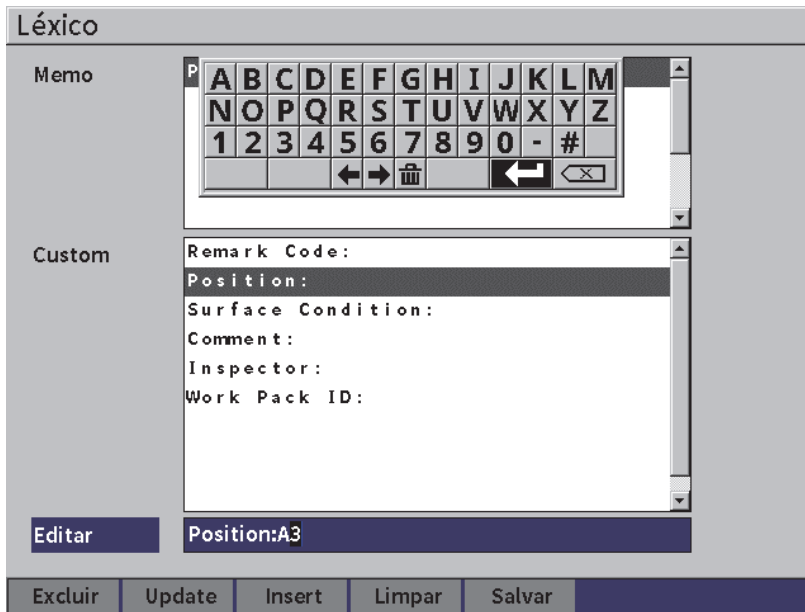 Léxico
Memo
P
A B C D E F G H I J K L M
N O P Q R S T U V W X Y Z
1 2 3 4 5 6 7 8 9 0 - #
Custom
Remark Code:
Position:
Surface Condition:
Comment:
Inspector:
Work Pack ID:
Editar
Position:A3
Excluir Update Insert Limpar Salvar